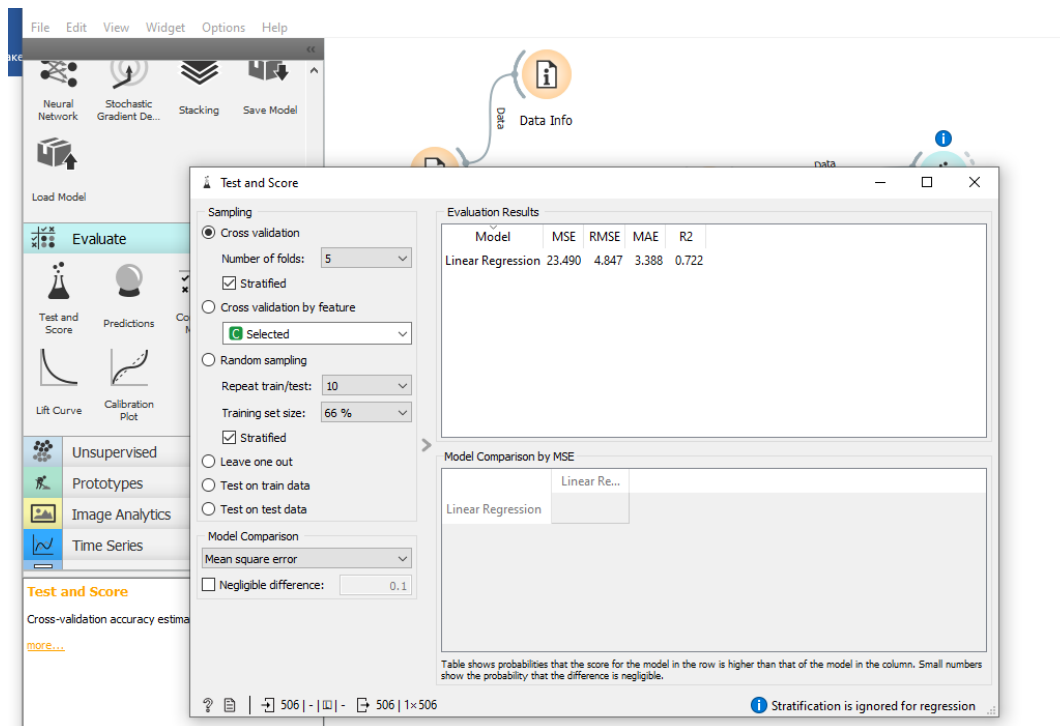 File Edit View Widget Options Help
ake
Neural
Network
Stochastic
Gradient De...
Stacking
Save Model
Load Model
Evaluate
Test and
Score
Predictions
Co
M
Lift Curve
Calibration
Plot
Unsupervised
Prototypes
Image Analytics
Time Series
Test and Score
Cross-validation accuracy estima
more...
Data
Data Info
Data
Test and Score
Sampling
Cross validation
Number of folds: 5
Stratified
Cross validation by feature
C Selected
Random sampling
Repeat train/test: 10
Training set size: 66 %
Stratified
Leave one out
Test on train data
Test on test data
Model Comparison
Mean square error
Negligible difference: 0.1
Evaluation Results
Model MSE RMSE MAE R2
Linear Regression 23.490 4.847 3.388 0.722
Model Comparison by MSE
Linear Re...
Linear Regression
Table shows probabilities that the score for the model in the row is higher than that of the model in the column. Small numbers
show the probability that the difference is negligible.
? 506 | - | - 506 | 1×506
Stratification is ignored for regression